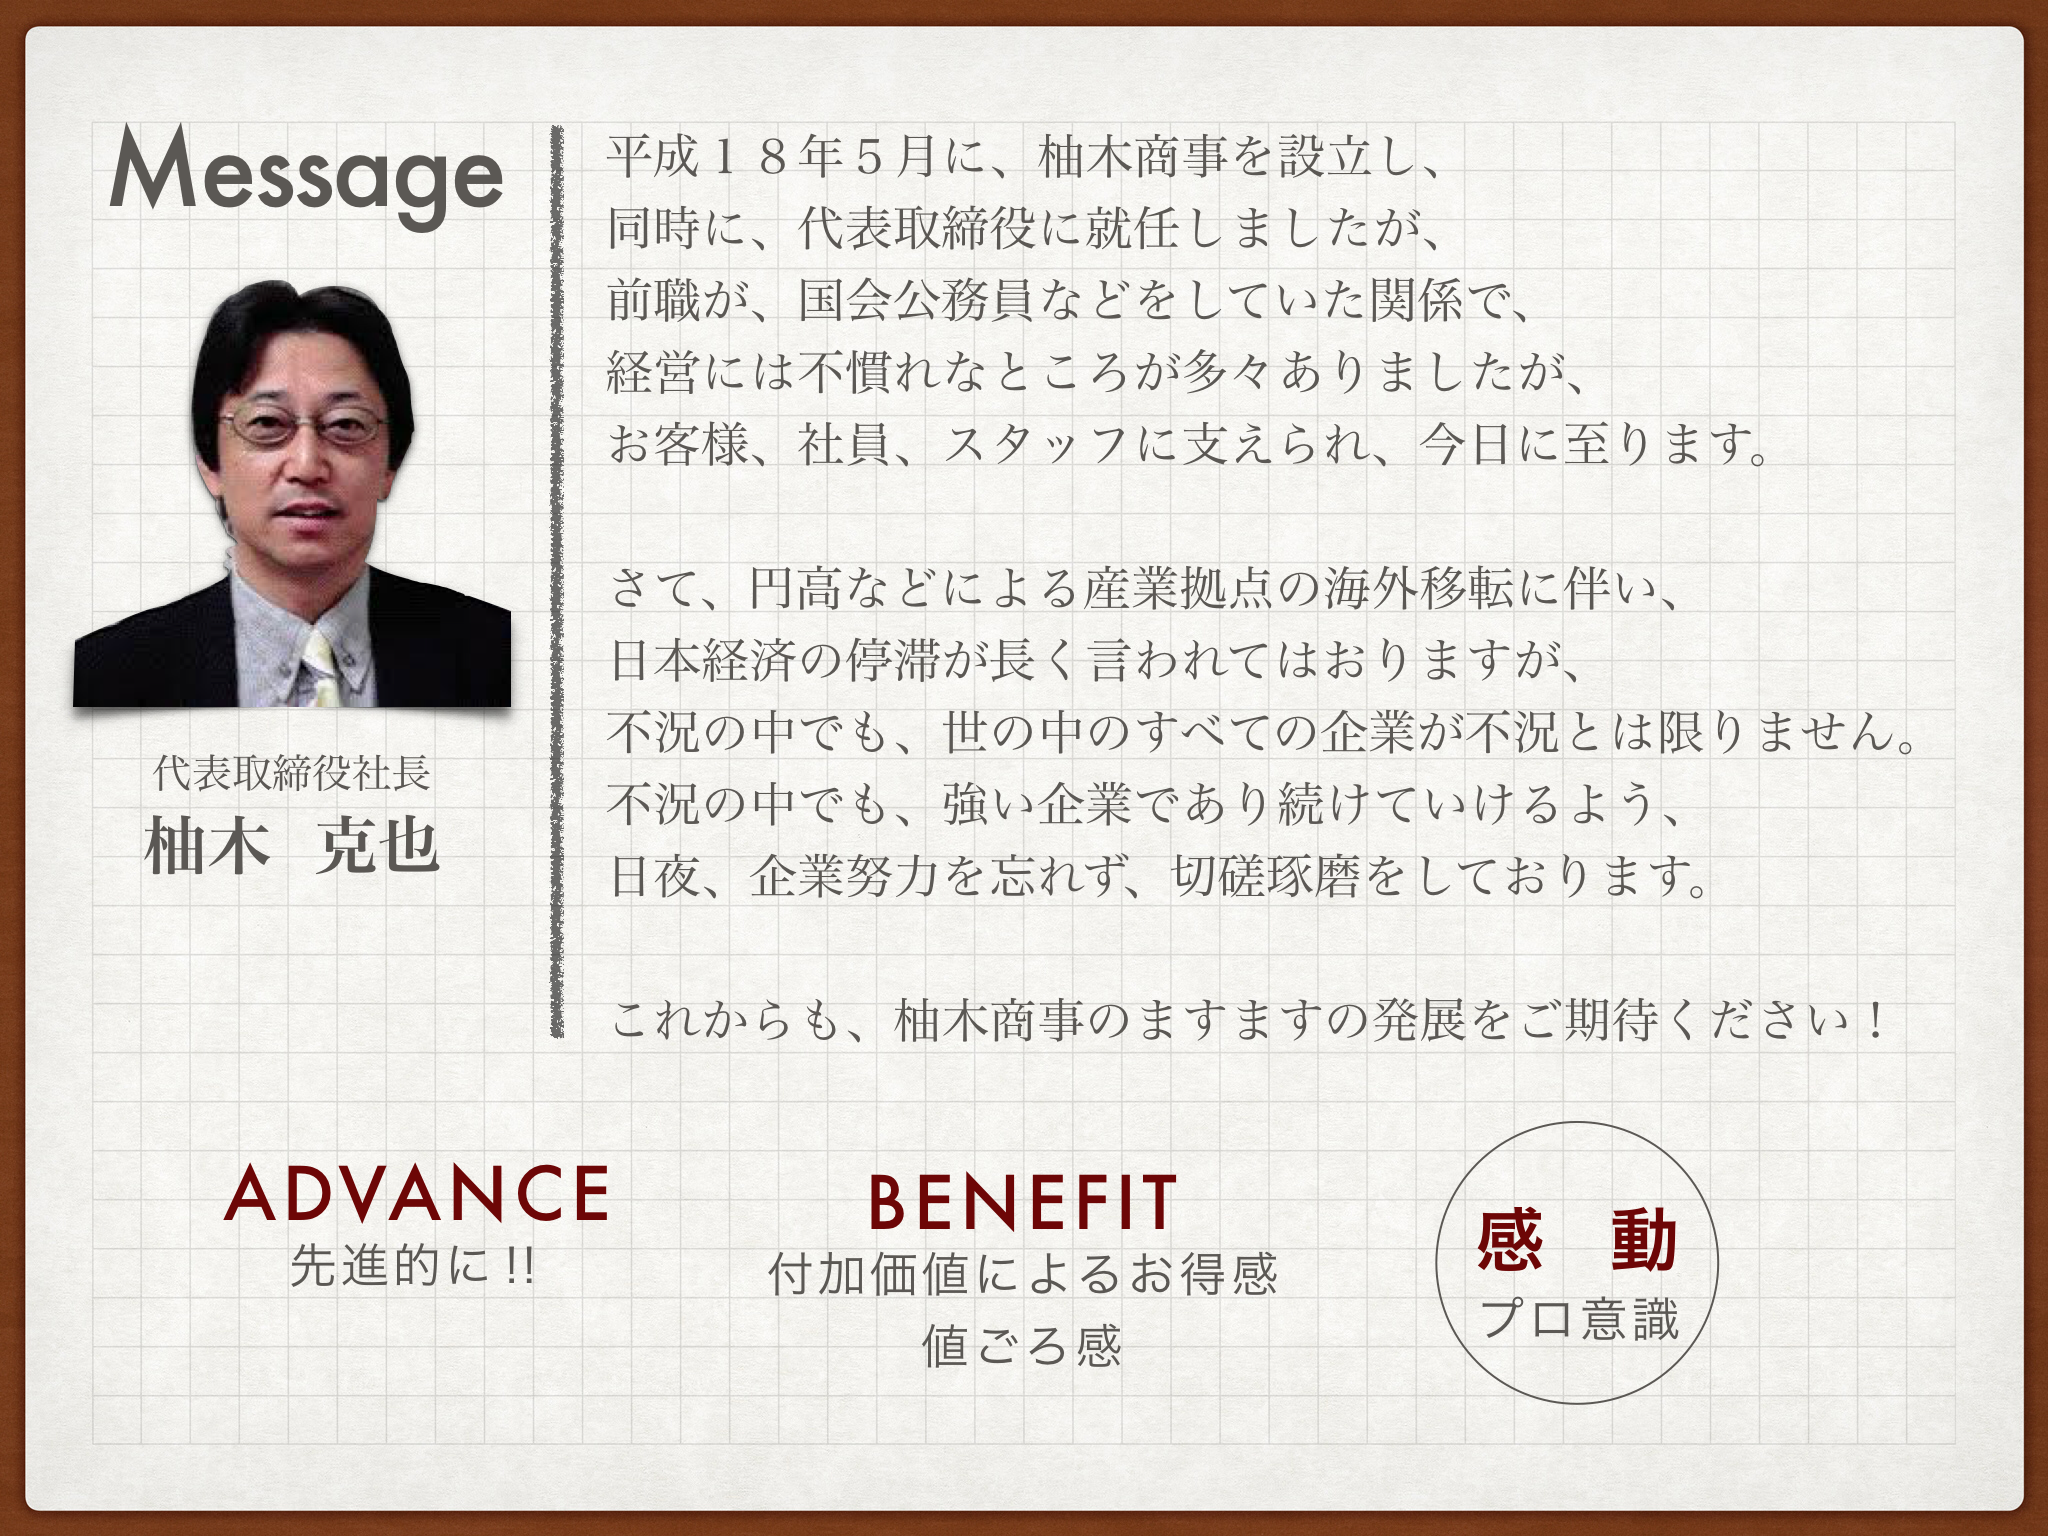 Message
代表取締役社長
柚木 克也
平成１８年５月に、柚木商事を設立し、
同時に、代表取締役に就任しましたが、
前職が、国会公務員などをしていた関係で、
経営には不慣れなところが多々ありましたが、
お客様、社員、スタッフに支えられ、今日に至ります。
さて、円高などによる産業拠点の海外移転に伴い、
日本経済の停滞が長く言われてはおりますが、
不況の中でも、世の中のすべての企業が不況とは限りません。
不況の中でも、強い企業であり続けていけるよう、
日夜、企業努力を忘れず、切磋琢磨をしております。
これからも、柚木商事のますますの発展をご期待ください！
ADVANCE
先進的に!!
BENEFIT
付加価値によるお得感
値ごろ感
感　動
プロ意識